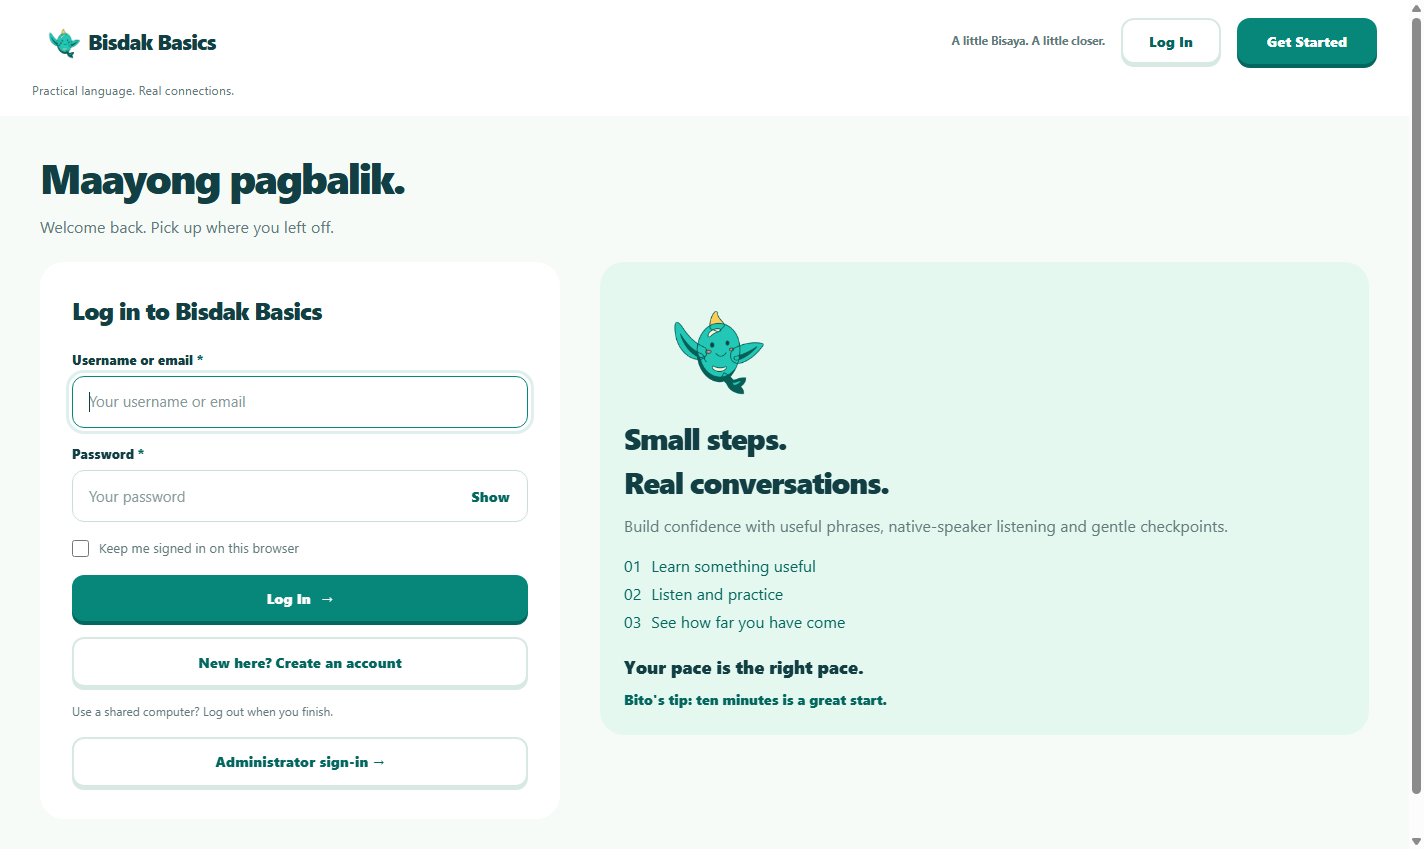 Bisdak Basics
A little Bisaya. A little closer.
Log In
Get Started
Practical language. Real connections.
Maayong pagbalik.
Welcome back. Pick up where you left off.
Log in to Bisdak Basics
Username or email *
Your username or email
Password *
Your password
Show
Keep me signed in on this browser
Log In →
New here? Create an account
Use a shared computer? Log out when you finish.
Administrator sign-in →
Small steps.
Real conversations.
Build confidence with useful phrases, native-speaker listening and gentle checkpoints.
01 Learn something useful
02 Listen and practice
03 See how far you have come
Your pace is the right pace.
Bito's tip: ten minutes is a great start.